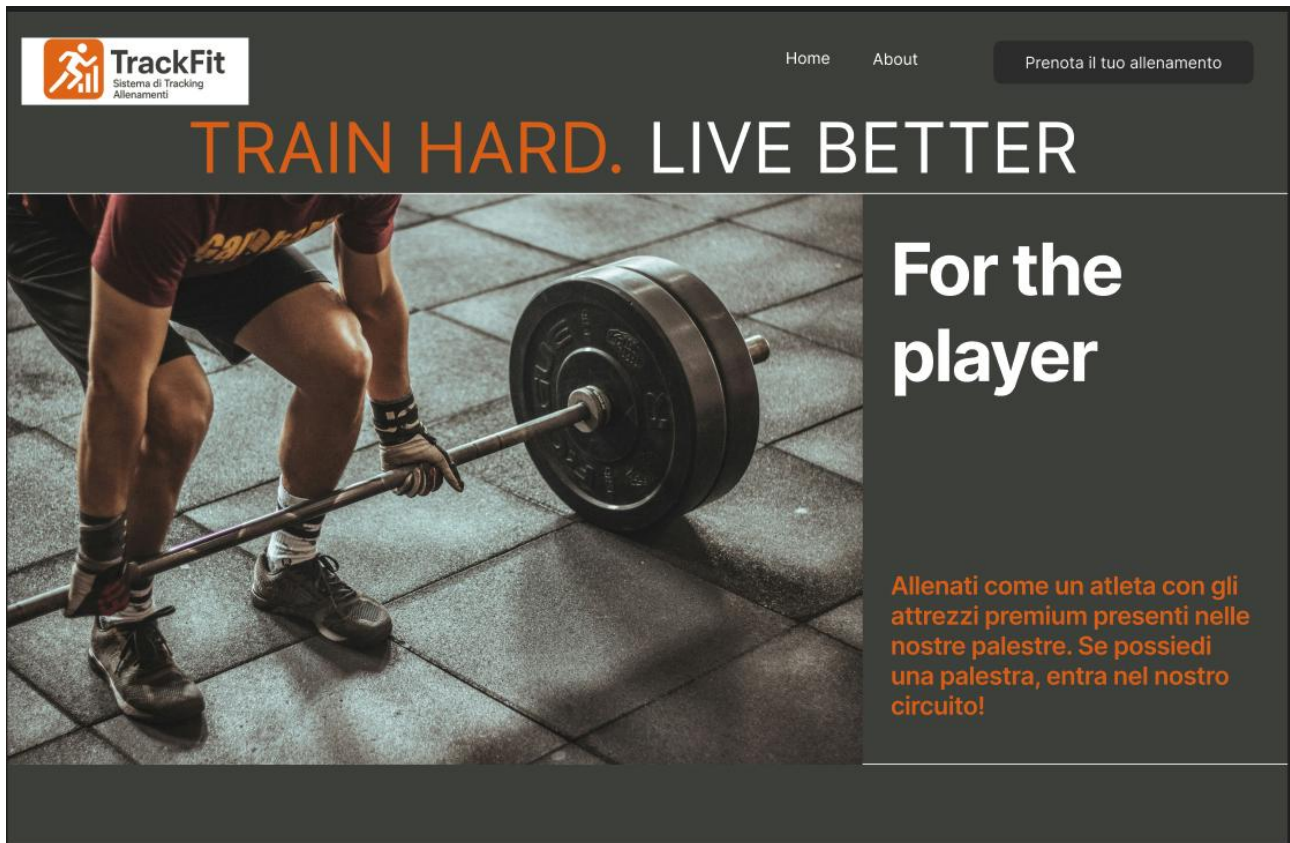 TrackFit
Sistema di Tracking
Allenamenti
Home
About
Prenota il tuo allenamento
TRAIN HARD. LIVE BETTER
For the
player
Allenati come un atleta con gli
attrezzi premium presenti nelle
nostre palestre. Se possiedi
una palestra, entra nel nostro
circuito!